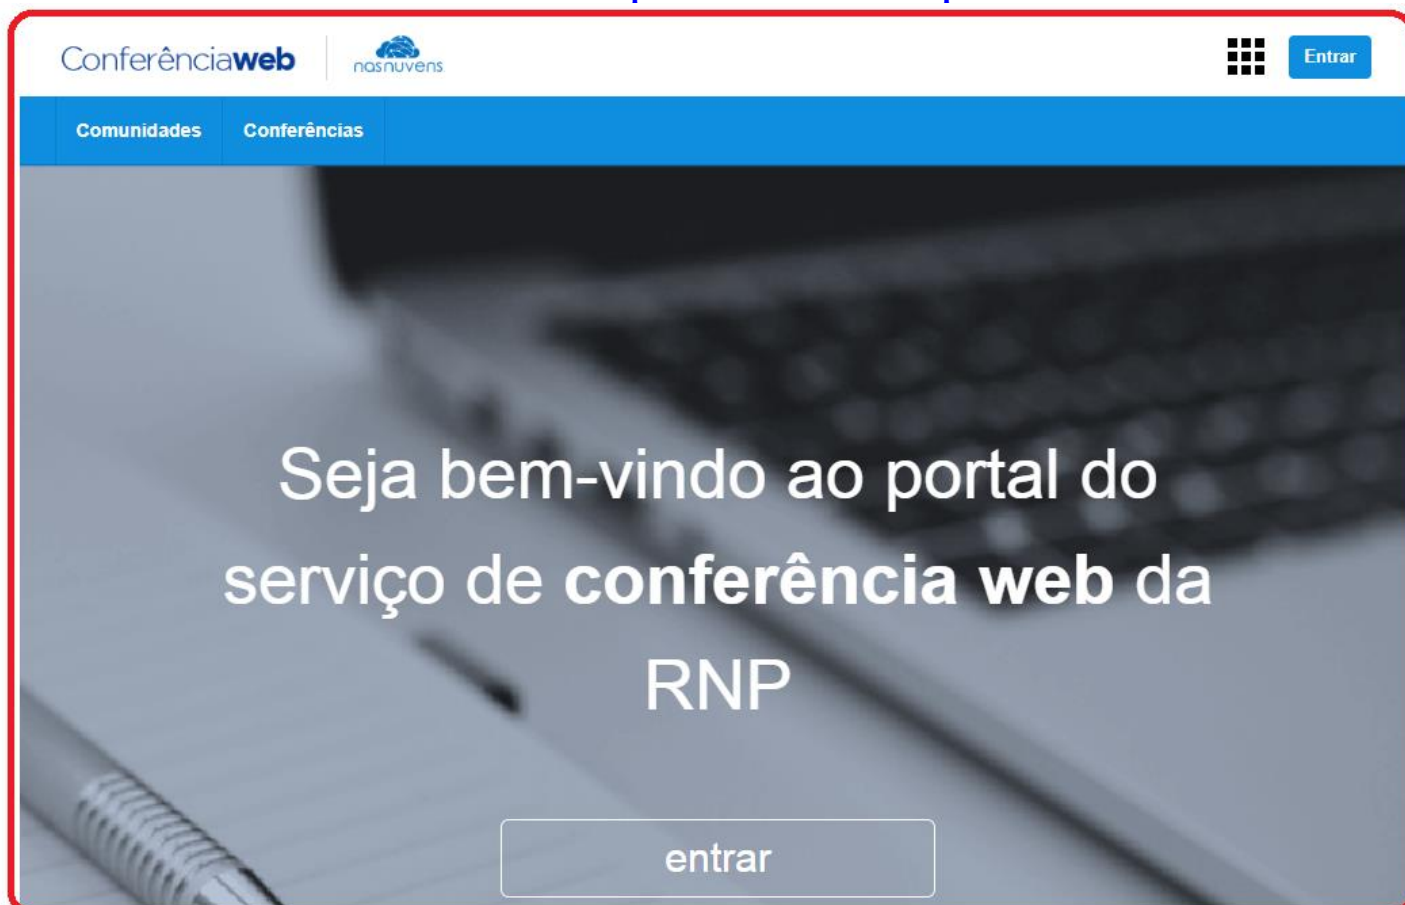 Conferênciaweb
nasnuvens
Entrar
Comunidades
Conferências
Seja bem-vindo ao portal do
serviço de conferência web da
RNP
entrar